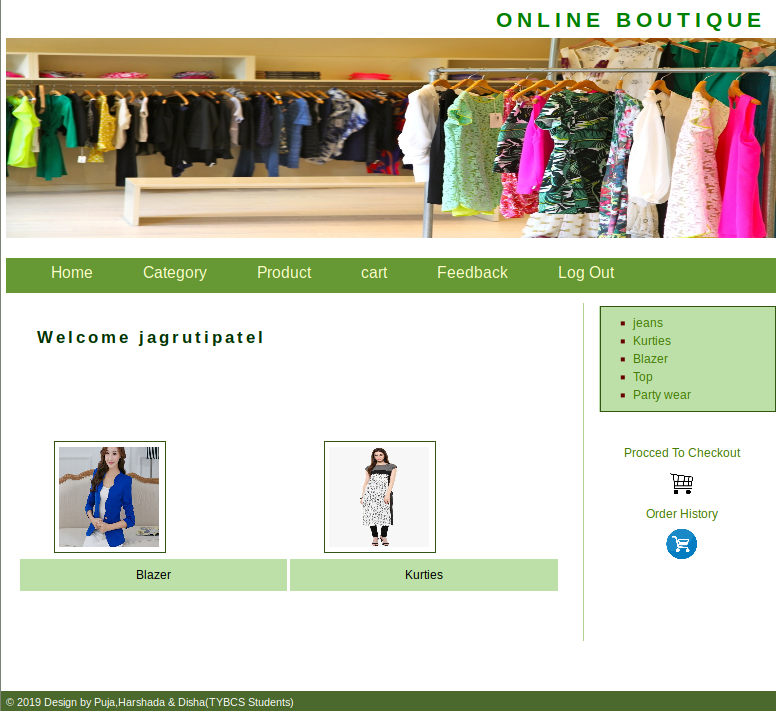 ONLINE BOUTIQUE
Home Category Product cart Feedback Log Out
Welcome jagrutipatel
jeans
Kurties
Blazer
Top
Party wear
Procced To Checkout
Order History
Blazer Kurties
© 2019 Design by Puja,Harshada & Disha(TYBCS Students)